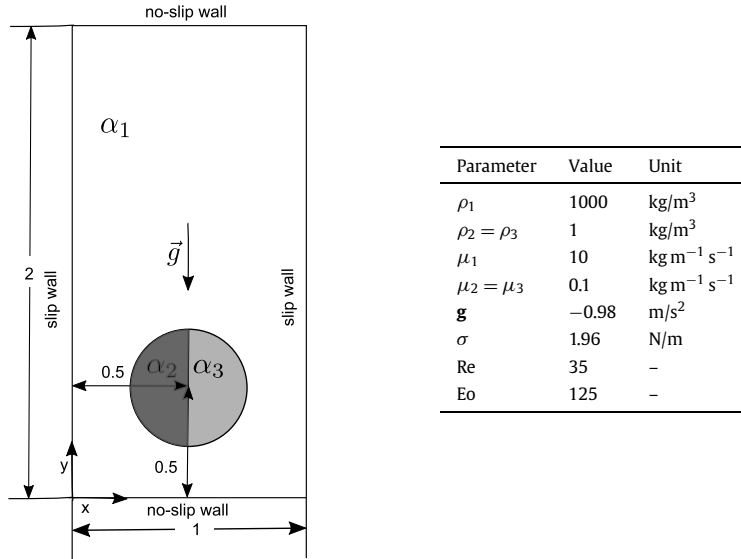 no-slip wall
α₁
g⃗
2
slip wall
slip wall
0.5
α₂
α₃
0.5
y
x
no-slip wall
1
Parameter Value Unit
ρ₁ 1000 kg/m³
ρ₂ = ρ₃ 1 kg/m³
μ₁ 10 kg m⁻¹ s⁻¹
μ₂ = μ₃ 0.1 kg m⁻¹ s⁻¹
g −0.98 m/s²
σ 1.96 N/m
Re 35 –
Eo 125 –